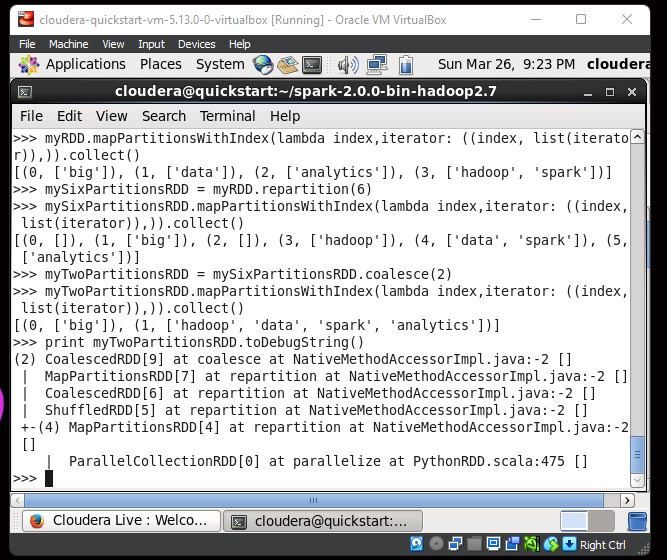 cloudera-quickstart-vm-5.13.0-0-virtualbox [Running] - Oracle VM VirtualBox
File Machine View Input Devices Help
Applications Places System Sun Mar 26, 9:23 PM cloudera
cloudera@quickstart:~/spark-2.0.0-bin-hadoop2.7
File Edit View Search Terminal Help
>>> myRDD.mapPartitionsWithIndex(lambda index,iterator: ((index, list(iterato
r)),)).collect()
[(0, ['big']), (1, ['data']), (2, ['analytics']), (3, ['hadoop', 'spark'])]
>>> mySixPartitionsRDD = myRDD.repartition(6)
>>> mySixPartitionsRDD.mapPartitionsWithIndex(lambda index,iterator: ((index,
 list(iterator)),)).collect()
[(0, []), (1, ['big']), (2, []), (3, ['hadoop']), (4, ['data', 'spark']), (5,
 ['analytics'])]
>>> myTwoPartitionsRDD = mySixPartitionsRDD.coalesce(2)
>>> myTwoPartitionsRDD.mapPartitionsWithIndex(lambda index,iterator: ((index,
 list(iterator)),)).collect()
[(0, ['big']), (1, ['hadoop', 'data', 'spark', 'analytics'])]
>>> print myTwoPartitionsRDD.toDebugString()
(2) CoalescedRDD[9] at coalesce at NativeMethodAccessorImpl.java:-2 []
 |  MapPartitionsRDD[7] at repartition at NativeMethodAccessorImpl.java:-2 []
 |  CoalescedRDD[6] at repartition at NativeMethodAccessorImpl.java:-2 []
 |  ShuffledRDD[5] at repartition at NativeMethodAccessorImpl.java:-2 []
 +-(4) MapPartitionsRDD[4] at repartition at NativeMethodAccessorImpl.java:-2
 []
    |  ParallelCollectionRDD[0] at parallelize at PythonRDD.scala:475 []
>>>
Cloudera Live : Welco... cloudera@quickstart:...
Right Ctrl